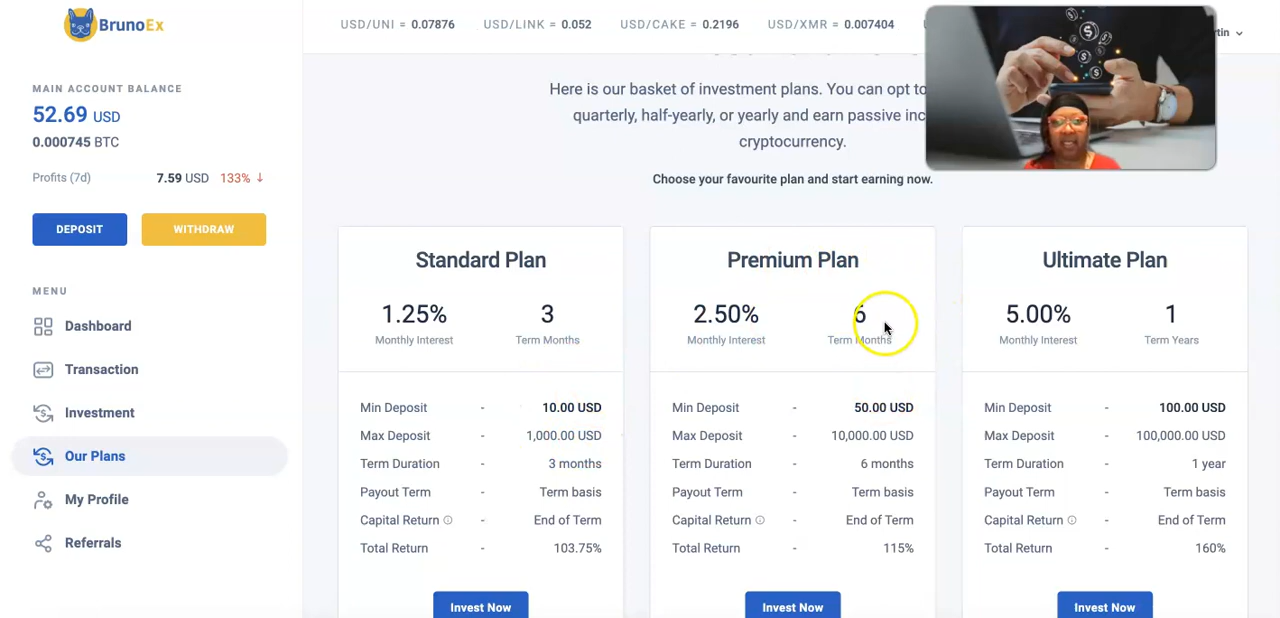 BrunoEx
USD/UNI = 0.07876 USD/LINK = 0.052 USD/CAKE = 0.2196 USD/XMR = 0.007404
MAIN ACCOUNT BALANCE
52.69 USD
0.000745 BTC
Profits (7d) 7.59 USD 133% ↓
DEPOSIT WITHDRAW
MENU
Dashboard
Transaction
Investment
Our Plans
My Profile
Referrals
Here is our basket of investment plans. You can opt to
quarterly, half-yearly, or yearly and earn passive
cryptocurrency.
Choose your favourite plan and start earning now.
Standard Plan
1.25% 3
Monthly Interest Term Months
Min Deposit - 10.00 USD
Max Deposit - 1,000.00 USD
Term Duration - 3 months
Payout Term - Term basis
Capital Return - End of Term
Total Return - 103.75%
Invest Now
Premium Plan
2.50% 6
Monthly Interest Term Months
Min Deposit - 50.00 USD
Max Deposit - 10,000.00 USD
Term Duration - 6 months
Payout Term - Term basis
Capital Return - End of Term
Total Return - 115%
Invest Now
Ultimate Plan
5.00% 1
Monthly Interest Term Years
Min Deposit - 100.00 USD
Max Deposit - 100,000.00 USD
Term Duration - 1 year
Payout Term - Term basis
Capital Return - End of Term
Total Return - 160%
Invest Now